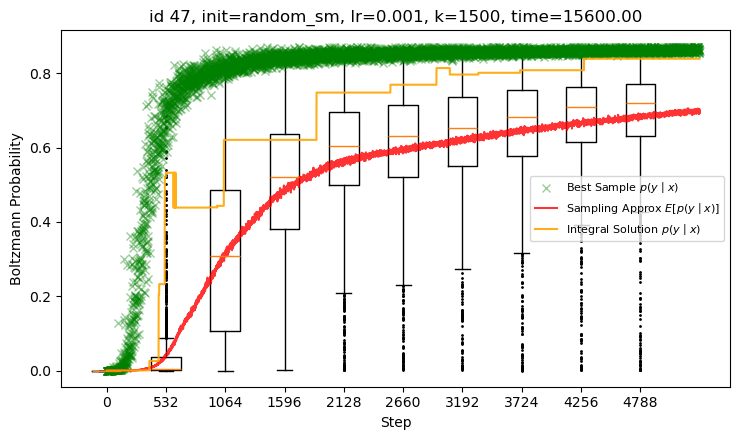 id 47, init=random_sm, lr=0.001, k=1500, time=15600.00
Boltzmann Probability
0.8
0.6
0.4
0.2
0.0
Best Sample p(y | x)
Sampling Approx E[p(y | x)]
Integral Solution p(y | x)
0 532 1064 1596 2128 2660 3192 3724 4256 4788
Step